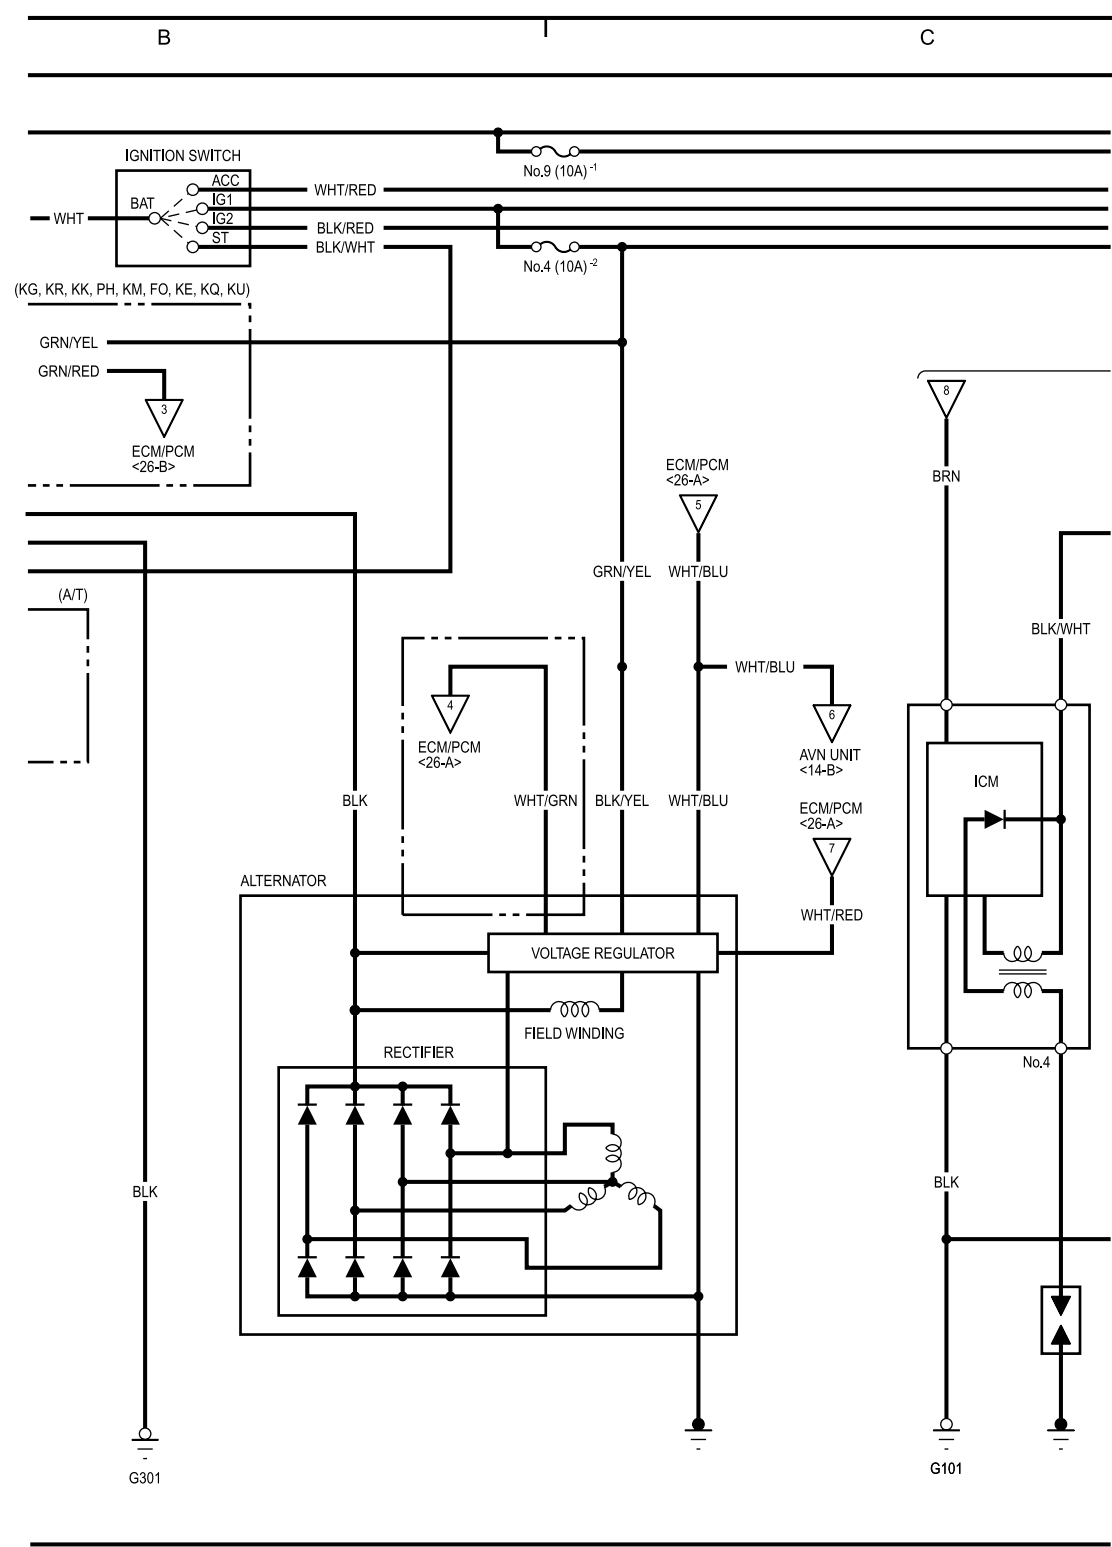 B
C
IGNITION SWITCH
No.9 (10A) -1
ACC
WHT/RED
BAT
IG1
WHT
IG2
BLK/RED
ST
BLK/WHT
No.4 (10A) -2
(KG, KR, KK, PH, KM, FO, KE, KQ, KU)
GRN/YEL
GRN/RED
3
ECM/PCM
<26-B>
8
BRN
ECM/PCM
<26-A>
5
GRN/YEL
WHT/BLU
(A/T)
BLK/WHT
WHT/BLU
4
ECM/PCM
<26-A>
6
AVN UNIT
<14-B>
ICM
BLK
WHT/GRN
BLK/YEL
WHT/BLU
ECM/PCM
<26-A>
7
ALTERNATOR
WHT/RED
VOLTAGE REGULATOR
FIELD WINDING
RECTIFIER
No.4
BLK
BLK
G301
G101